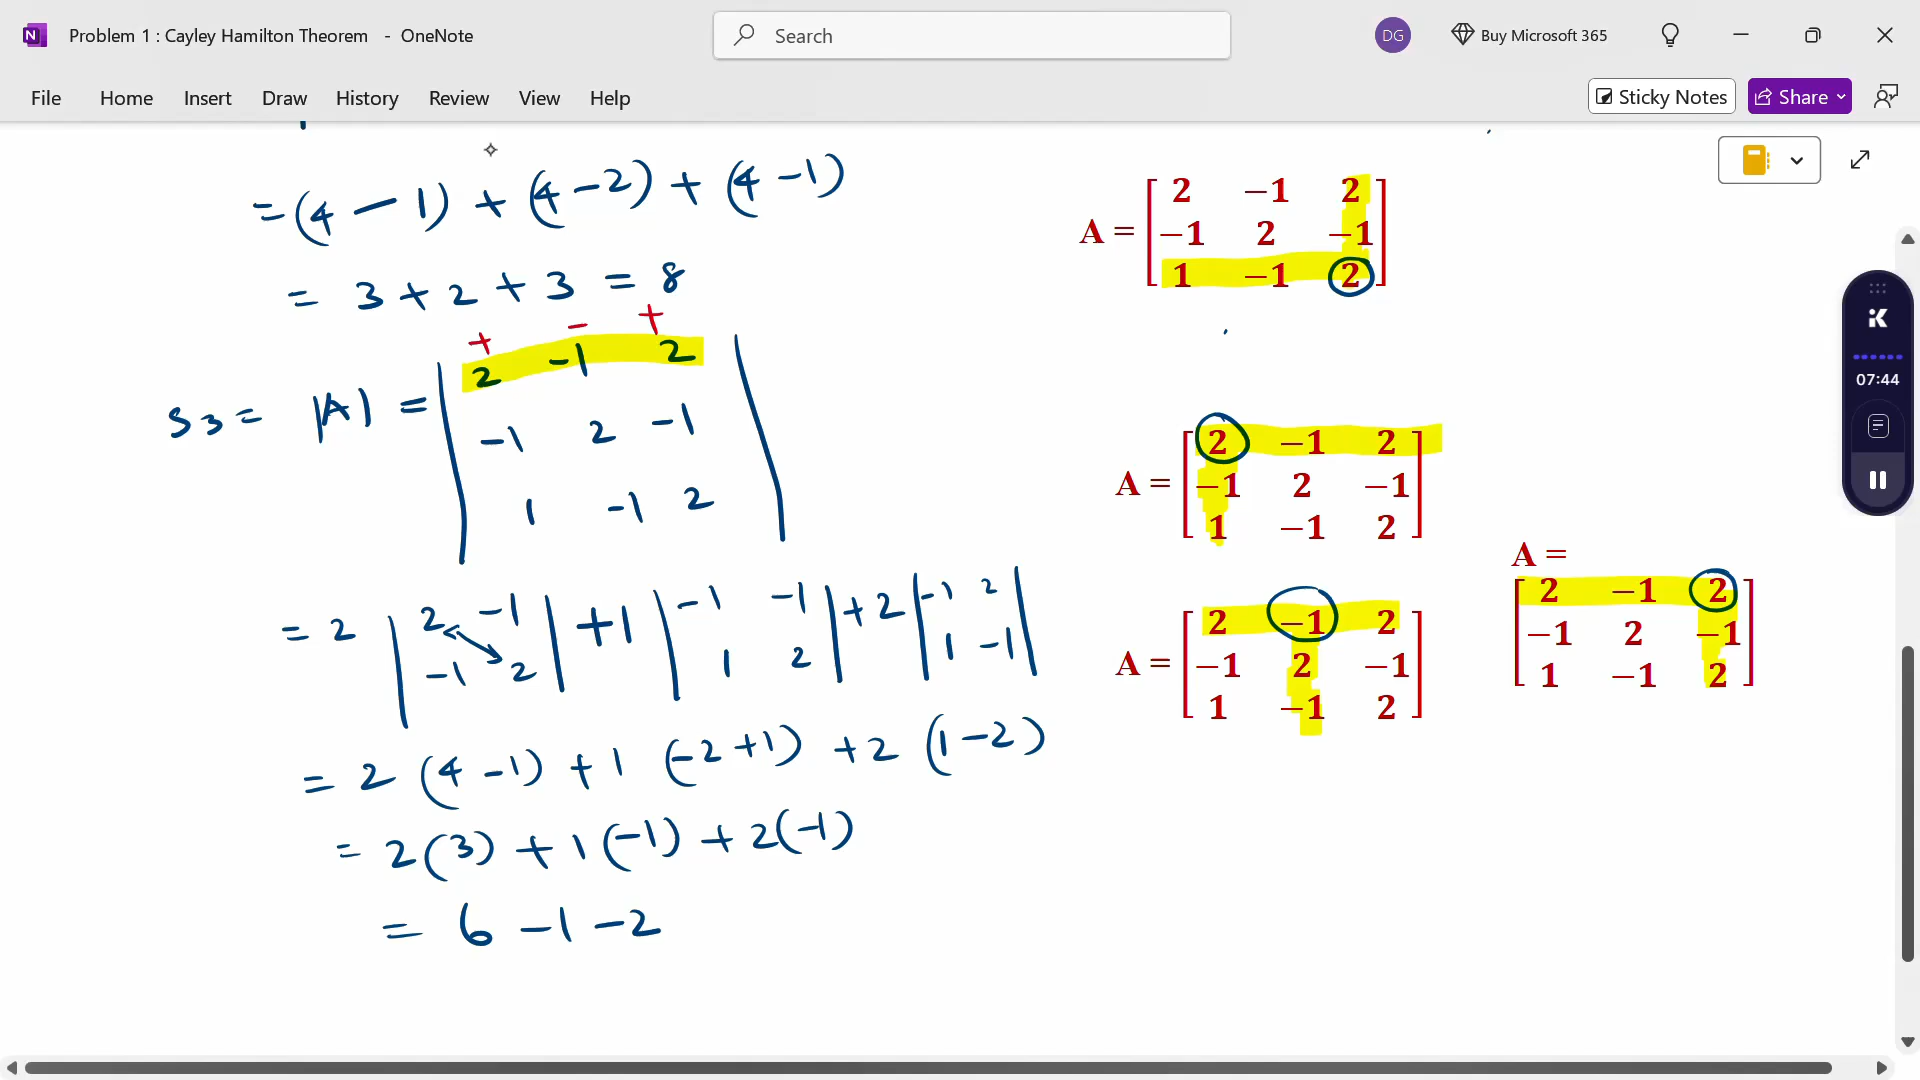 Problem 1 : Cayley Hamilton Theorem - OneNote
Search
DG
Buy Microsoft 365
File Home Insert Draw History Review View Help
Sticky Notes
Share
= (4 - 1) + (4 - 2) + (4 - 1)
= 3 + 2 + 3 = 8
+ - +
2 -1 2
S3 = |A| =
-1 2 -1
1 -1 2
= 2 | 2 -1 | +1 | -1 -1 | +2 | -1 2 |
| -1 2 | | 1 2 | | 1 -1 |
= 2 (4 - 1) + 1 (-2 + 1) + 2 (1 - 2)
= 2(3) + 1(-1) + 2(-1)
= 6 - 1 - 2
2 −1 2
A = −1 2 −1
1 −1 2
2 −1 2
A = −1 2 −1
1 −1 2
2 −1 2
A = −1 2 −1
1 −1 2
A =
2 −1 2
−1 2 −1
1 −1 2
07:44